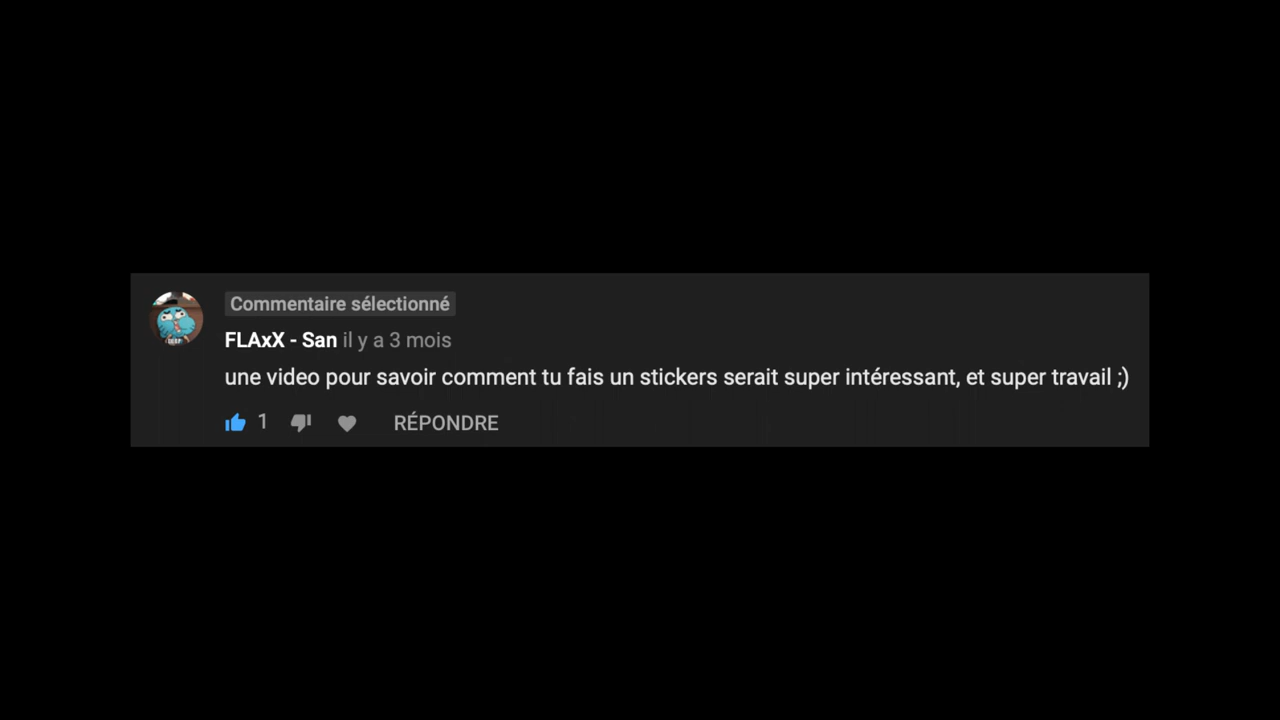 Commentaire sélectionné
FLAxX - San il y a 3 mois
une video pour savoir comment tu fais un stickers serait super intéressant, et super travail ;)
1 RÉPONDRE